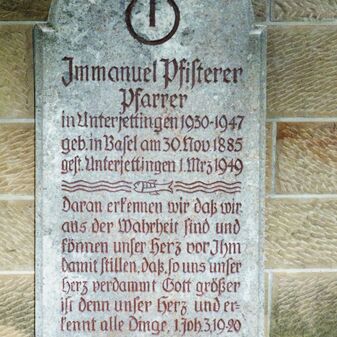 Immanuel Pfisterer
Pfarrer
in Unterjettingen 1930-1947
geb. in Basel am 30.Nov 1885
gest. Unterjettingen 1.Mrz 1949
Daran erkennen wir daß wir
aus der Wahrheit sind und
können unser Herz vor Ihm
damit stillen, daß, so uns unser
Herz verdammt Gott größer
ist denn unser Herz und er-
kennt alle Dinge. 1.Joh 3,19-20